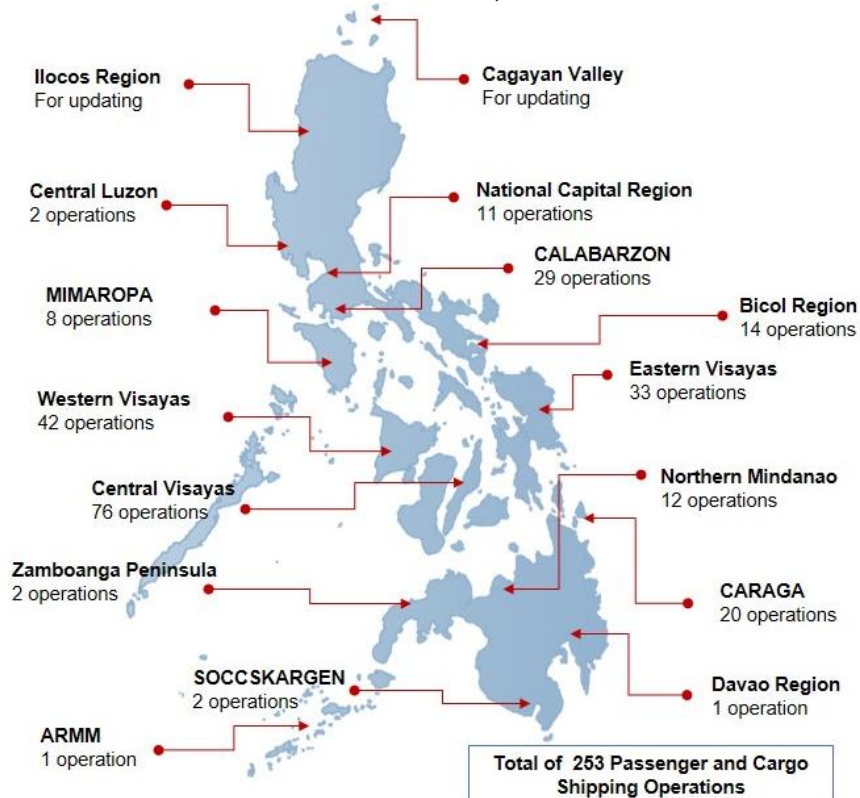 Ilocos Region
For updating
Cagayan Valley
For updating
Central Luzon
2 operations
National Capital Region
11 operations
CALABARZON
29 operations
MIMAROPA
8 operations
Bicol Region
14 operations
Eastern Visayas
33 operations
Western Visayas
42 operations
Northern Mindanao
12 operations
Central Visayas
76 operations
Zamboanga Peninsula
2 operations
CARAGA
20 operations
SOCCSKARGEN
2 operations
Davao Region
1 operation
ARMM
1 operation
Total of 253 Passenger and Cargo
Shipping Operations